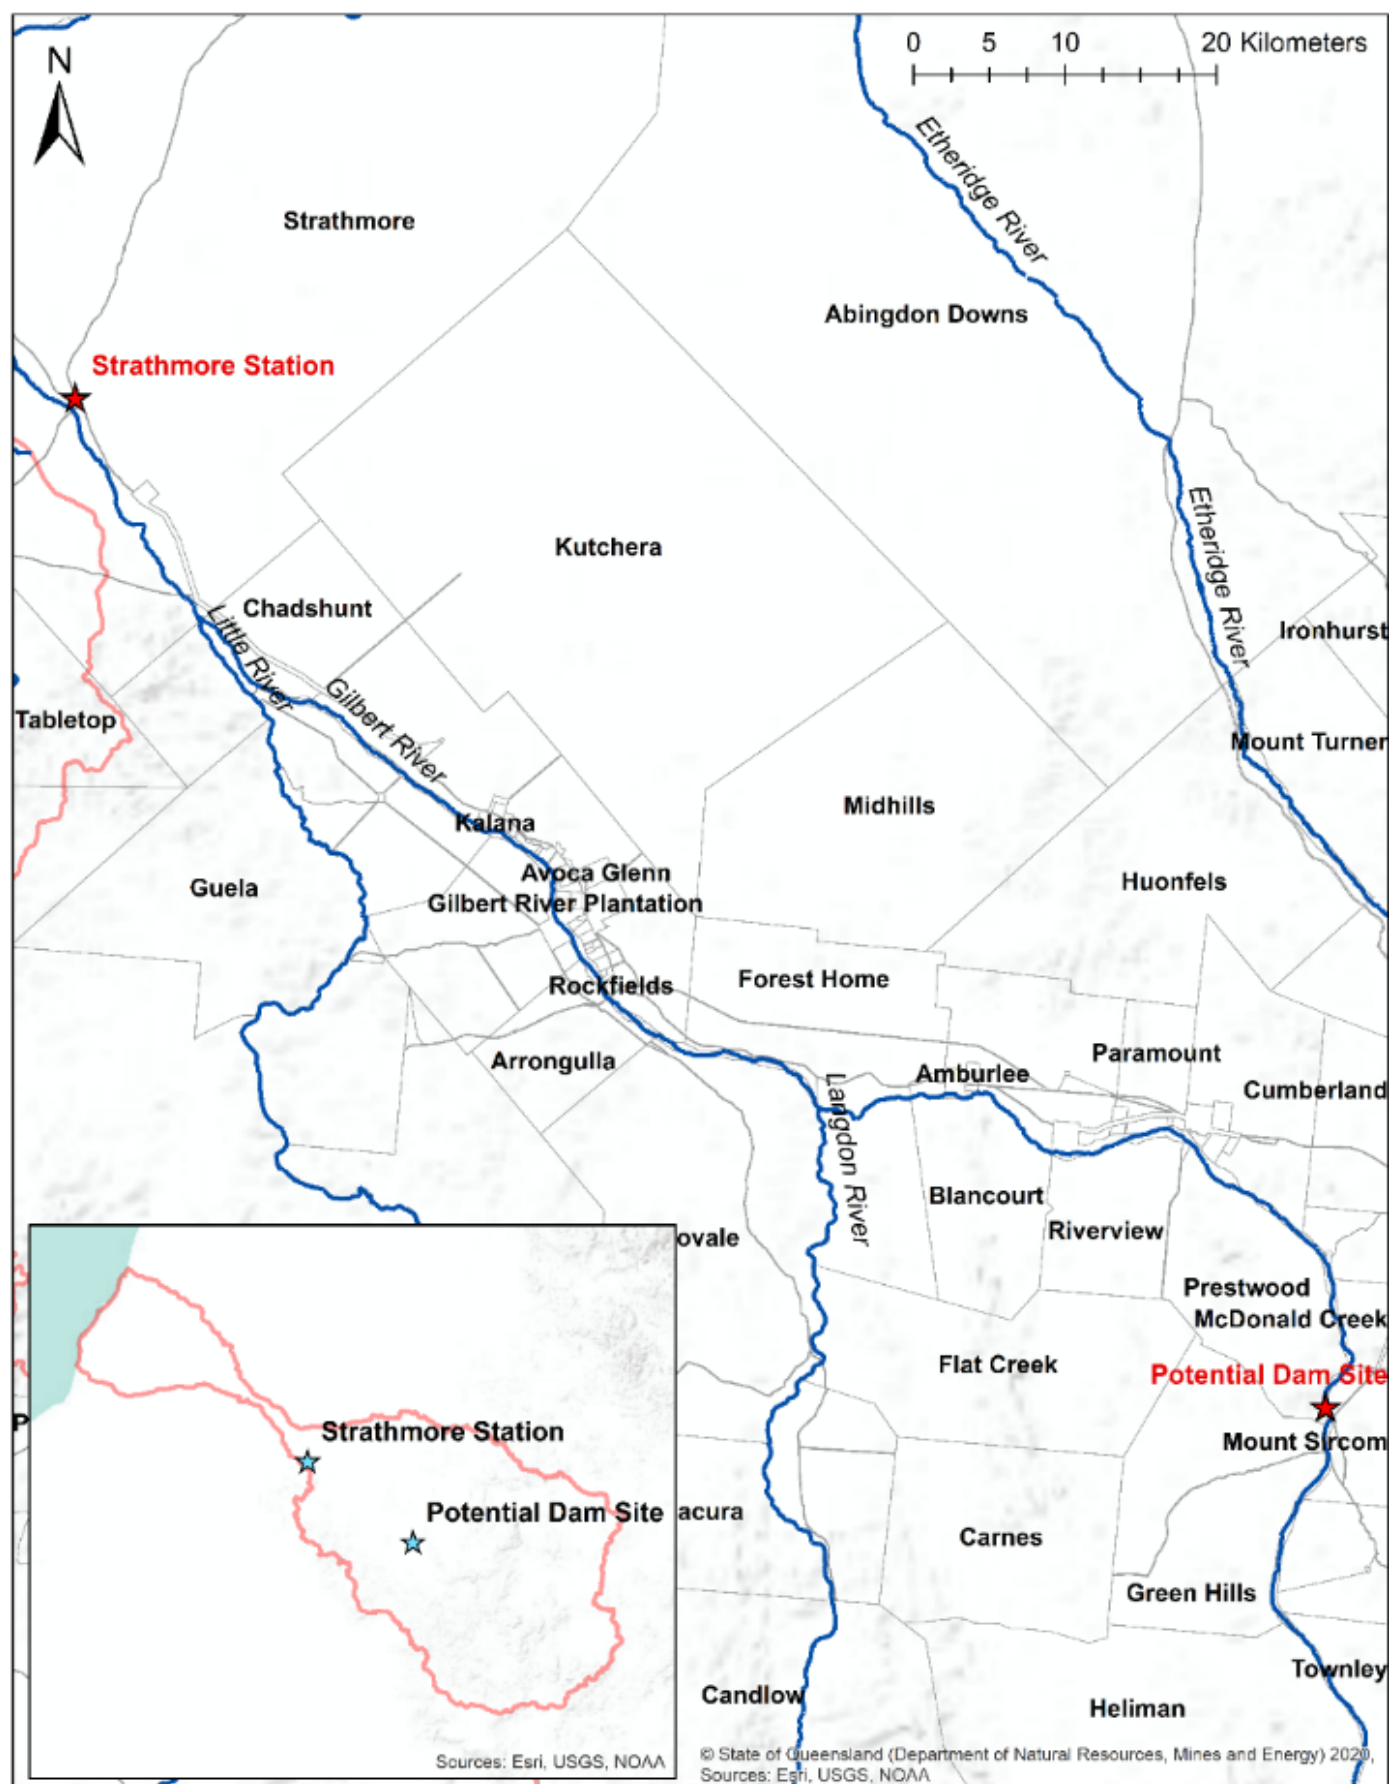 N
0 5 10 20 Kilometers
Etheridge River
Strathmore
Abingdon Downs
Strathmore Station
Etheridge River
Kutchera
Chadshunt
Little River
Ironhurst
Gilbert River
Tabletop
Mount Turner
Midhills
Kalana
Avoca Glenn
Guela
Huonfels
Gilbert River Plantation
Forest Home
Rockfields
Paramount
Arrongulla
Amburlee
Cumberland
Langdon River
Blancourt
Riverview
ovale
Prestwood
McDonald Creek
Flat Creek
Potential Dam Site
P
Strathmore Station
Mount Sircom
Potential Dam Site
acura
Carnes
Green Hills
Townley
Candlow
Heliman
Sources: Esri, USGS, NOAA
© State of Queensland (Department of Natural Resources, Mines and Energy) 2020,
Sources: Esri, USGS, NOAA